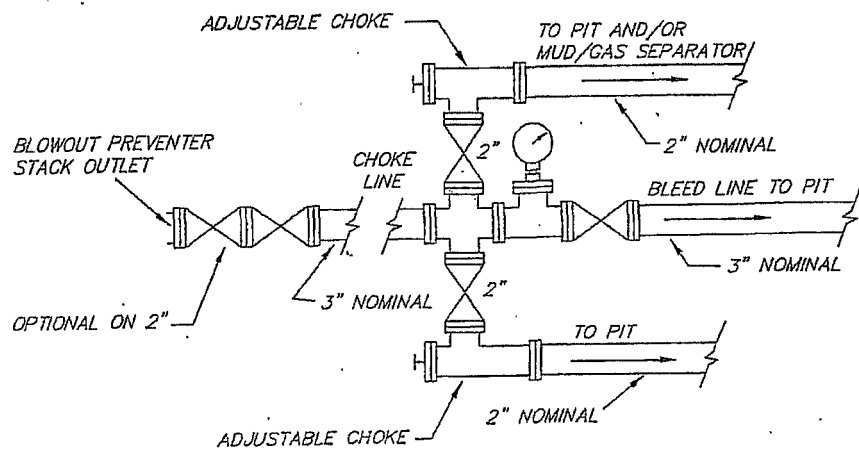 ADJUSTABLE CHOKE
TO PIT AND/OR
MUD/GAS SEPARATOR
2" NOMINAL
BLOWOUT PREVENTER
STACK OUTLET
CHOKE
LINE
2"
BLEED LINE TO PIT
3" NOMINAL
3" NOMINAL
OPTIONAL ON 2"
2"
TO PIT
2" NOMINAL
ADJUSTABLE CHOKE